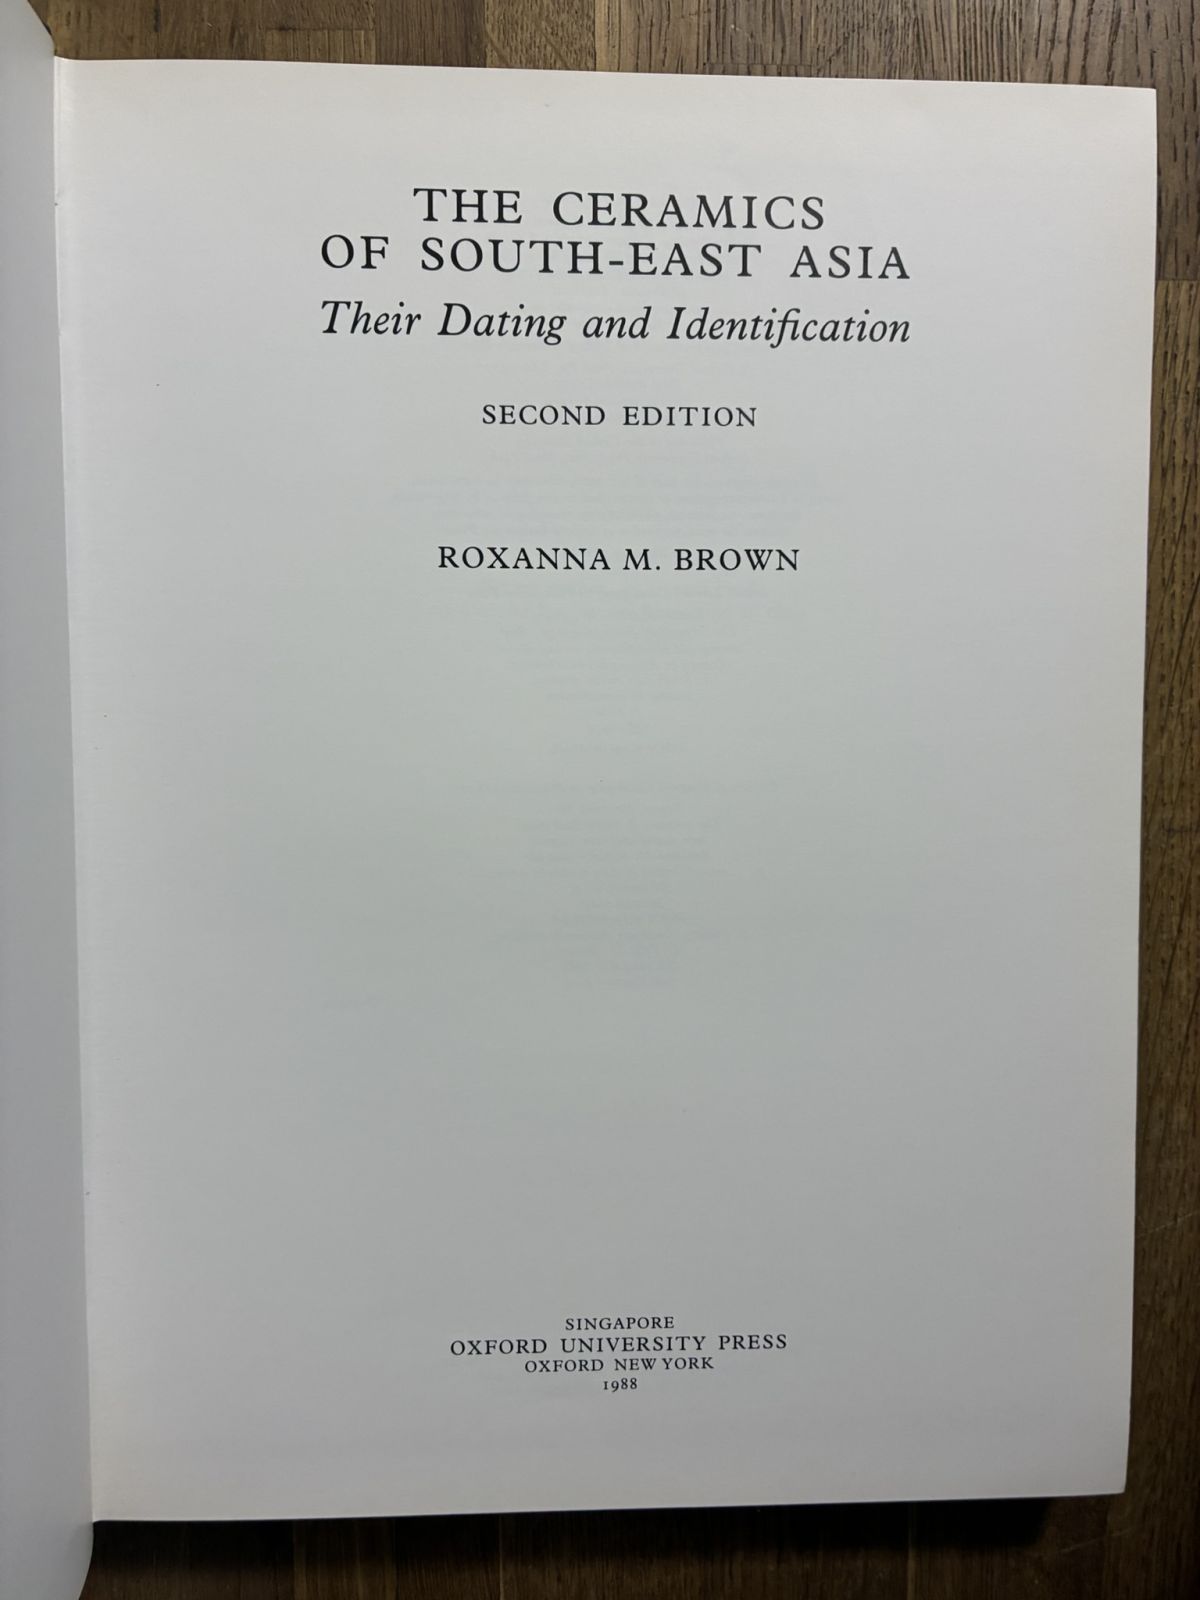 THE CERAMICS
OF SOUTH-EAST ASIA
Their Dating and Identification
SECOND EDITION
ROXANNA M. BROWN
SINGAPORE
OXFORD UNIVERSITY PRESS
OXFORD NEW YORK
1988